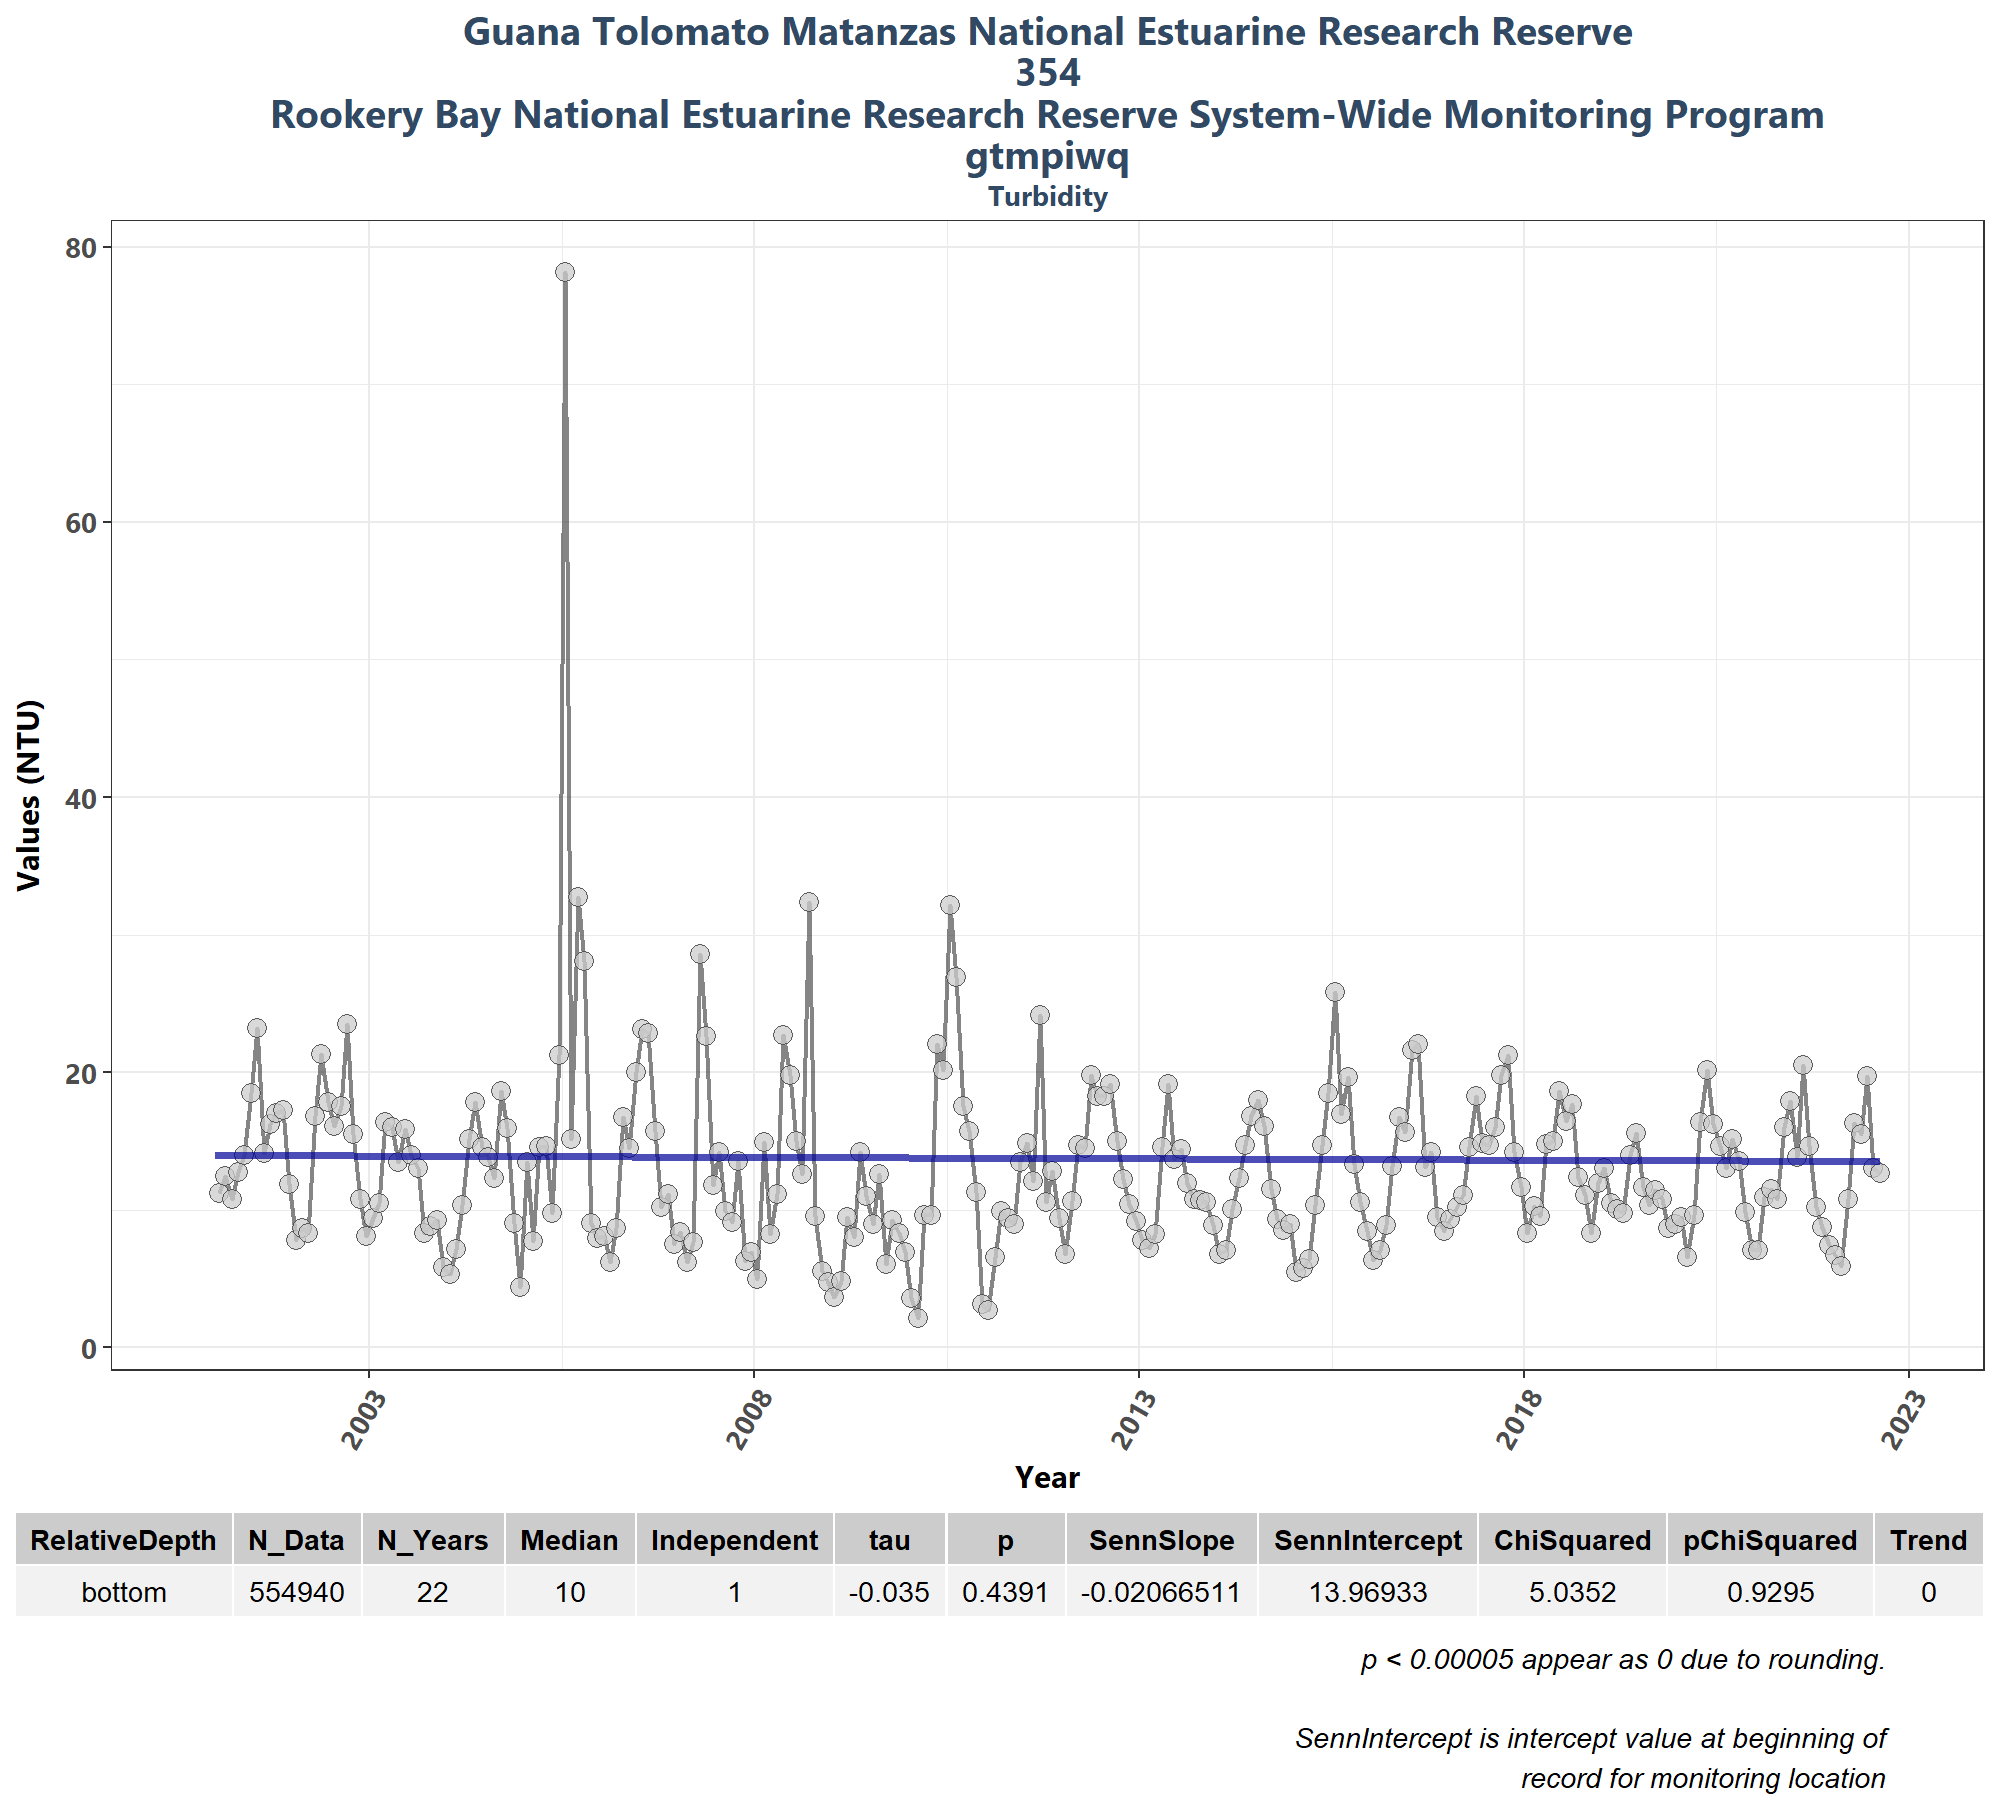 Guana Tolomato Matanzas National Estuarine Research Reserve
354
Rookery Bay National Estuarine Research Reserve System-Wide Monitoring Program
gtmpiwq
Turbidity
80
60
40
20
0
Values (NTU)
2003 2008 2013 2018 2023
Year
RelativeDepth N_Data N_Years Median Independent tau p SennSlope SennIntercept ChiSquared pChiSquared Trend
bottom 554940 22 10 1 -0.035 0.4391 -0.02066511 13.96933 5.0352 0.9295 0
p < 0.00005 appear as 0 due to rounding.
SennIntercept is intercept value at beginning of
record for monitoring location